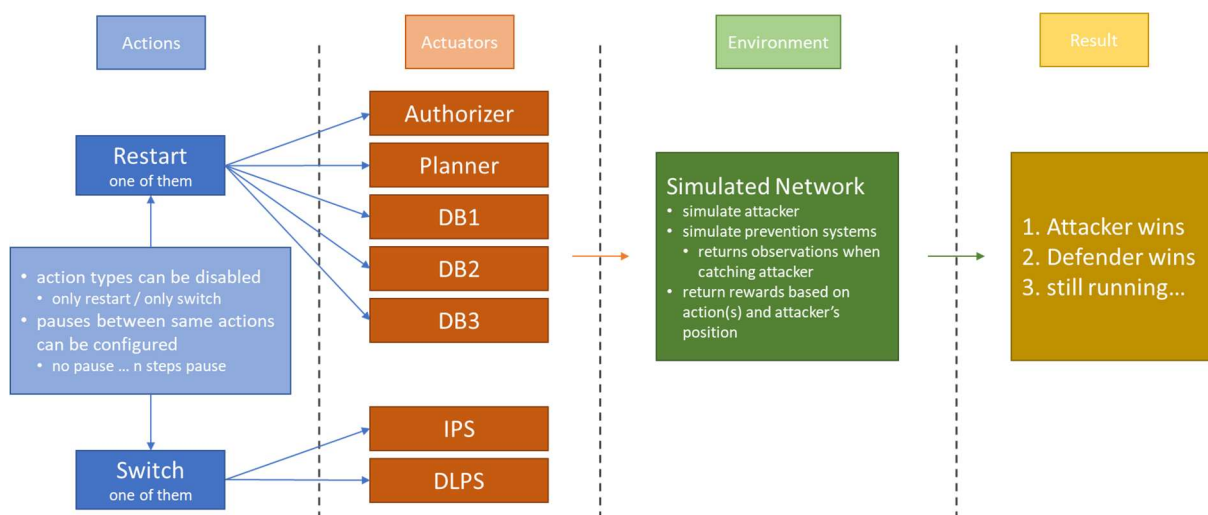 Actions
Actuators
Environment
Result
Restart
one of them
• action types can be disabled
• only restart / only switch
• pauses between same actions
can be configured
• no pause ... n steps pause
Switch
one of them
Authorizer
Planner
DB1
DB2
DB3
IPS
DLPS
Simulated Network
• simulate attacker
• simulate prevention systems
• returns observations when
catching attacker
• return rewards based on
action(s) and attacker's
position
1. Attacker wins
2. Defender wins
3. still running...